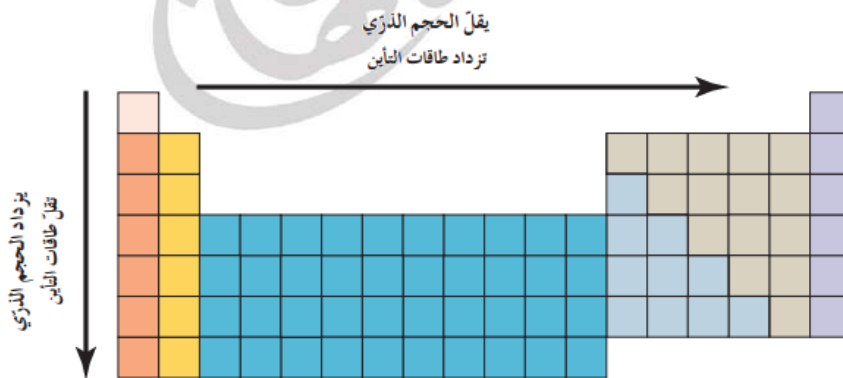 يقلّ الحجم الذرّي
تزداد طاقات التأين
يزداد الحجم الذرّي
تقلّ طاقات التأين